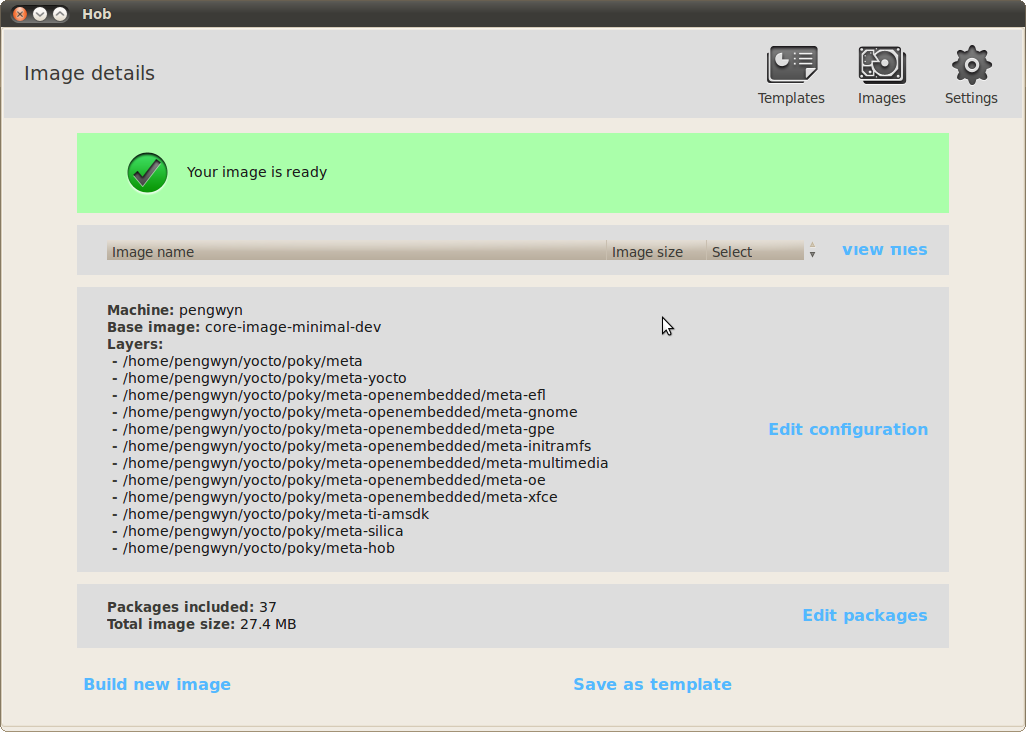 Hob
Image details
Templates
Images
Settings
Your image is ready
Image name Image size Select
View files
Machine: pengwyn
Base image: core-image-minimal-dev
Layers:
- /home/pengwyn/yocto/poky/meta
- /home/pengwyn/yocto/poky/meta-yocto
- /home/pengwyn/yocto/poky/meta-openembedded/meta-efl
- /home/pengwyn/yocto/poky/meta-openembedded/meta-gnome
- /home/pengwyn/yocto/poky/meta-openembedded/meta-gpe
- /home/pengwyn/yocto/poky/meta-openembedded/meta-initramfs
- /home/pengwyn/yocto/poky/meta-openembedded/meta-multimedia
- /home/pengwyn/yocto/poky/meta-openembedded/meta-oe
- /home/pengwyn/yocto/poky/meta-openembedded/meta-xfce
- /home/pengwyn/yocto/poky/meta-ti-amsdk
- /home/pengwyn/yocto/poky/meta-silica
- /home/pengwyn/yocto/poky/meta-hob
Edit configuration
Packages included: 37
Total image size: 27.4 MB
Edit packages
Build new image
Save as template